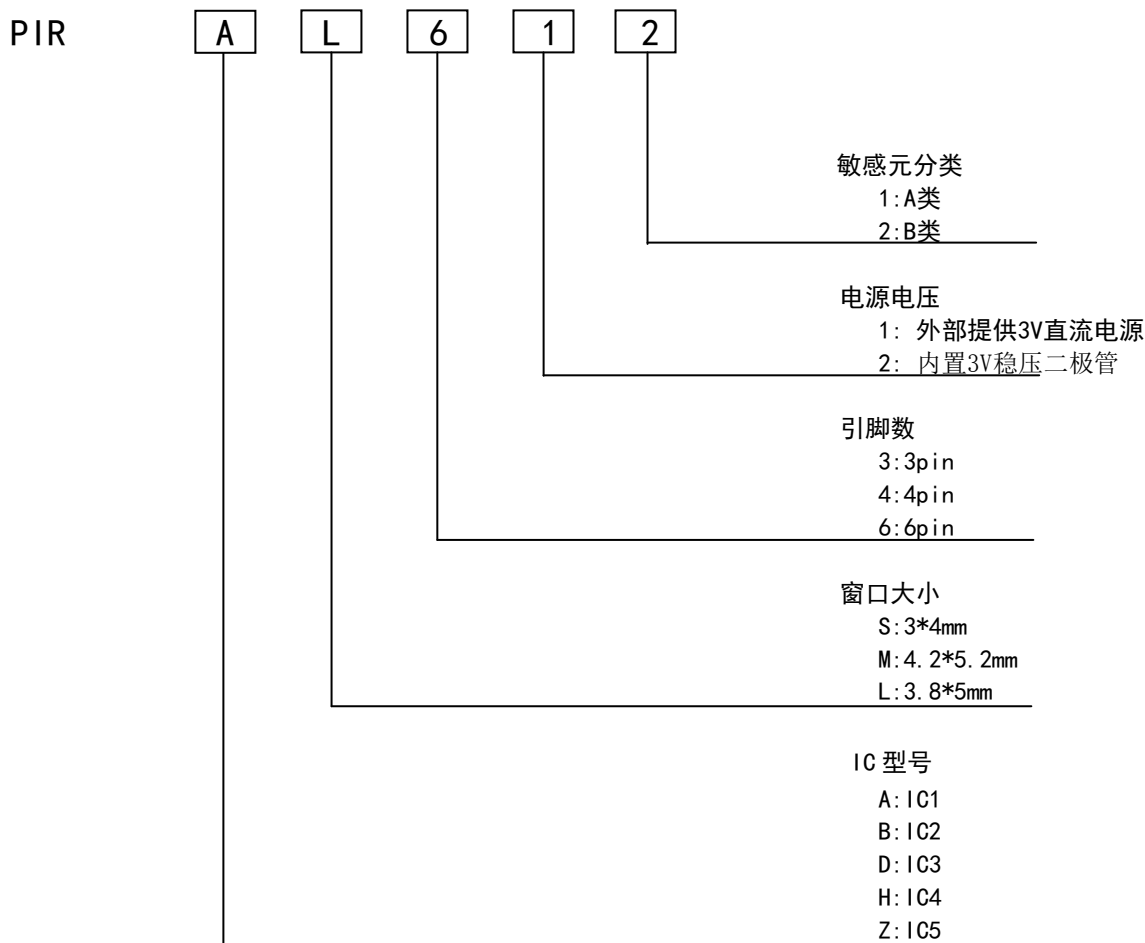 PIR A L 6 1 2
敏感元分类
1:A类
2:B类
电源电压
1: 外部提供3V直流电源
2: 内置3V稳压二极管
引脚数
3:3pin
4:4pin
6:6pin
窗口大小
S:3*4mm
M:4.2*5.2mm
L:3.8*5mm
IC型号
A:IC1
B:IC2
D:IC3
H:IC4
Z:IC5